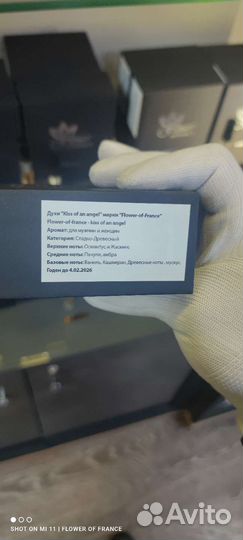 Духи "Kiss of an angel" марки "Flower-of-France"
Flower-of-france - kiss of an angel
Аромат: для мужчин и женщин
Категория: Сладко-Древесный
Верхние ноты: Османтус и Жасмин,
Средние ноты: Пачули, амбра
Базовые ноты: Ваниль, Кашмеран, Древесные ноты, мускус.
Годен до 4.02.2026
SHOT ON MI 11 | FLOWER OF FRANCE
Avito